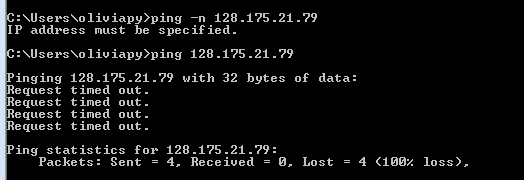 C:\Users\oliviapy>ping -n 128.175.21.79
IP address must be specified.
C:\Users\oliviapy>ping 128.175.21.79
Pinging 128.175.21.79 with 32 bytes of data:
Request timed out.
Request timed out.
Request timed out.
Request timed out.
Ping statistics for 128.175.21.79:
Packets: Sent = 4, Received = 0, Lost = 4 (100% loss),